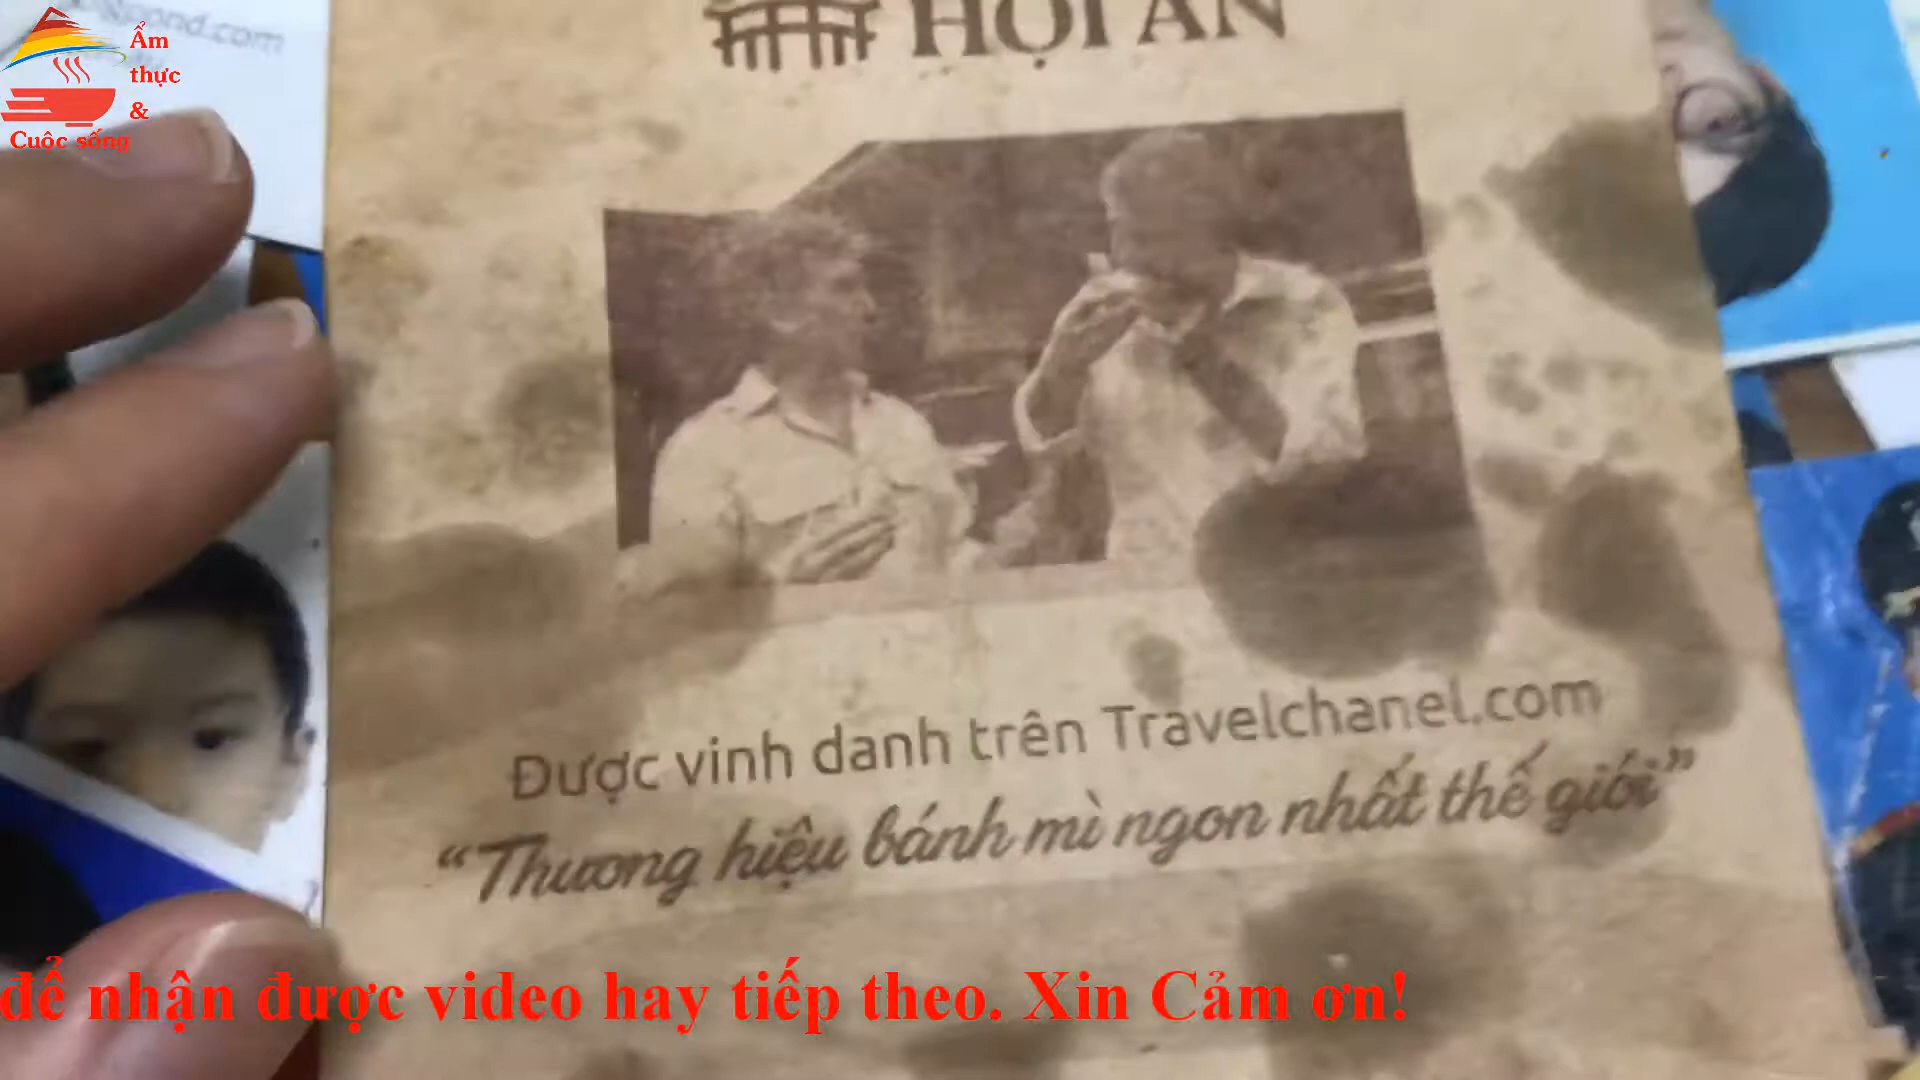 Ẩm
thực
&
Cuộc sống
HỘI AN
Được vinh danh trên Travelchanel.com
“Thương hiệu bánh mì ngon nhất thế giới”
để nhận được video hay tiếp theo. Xin Cảm ơn!